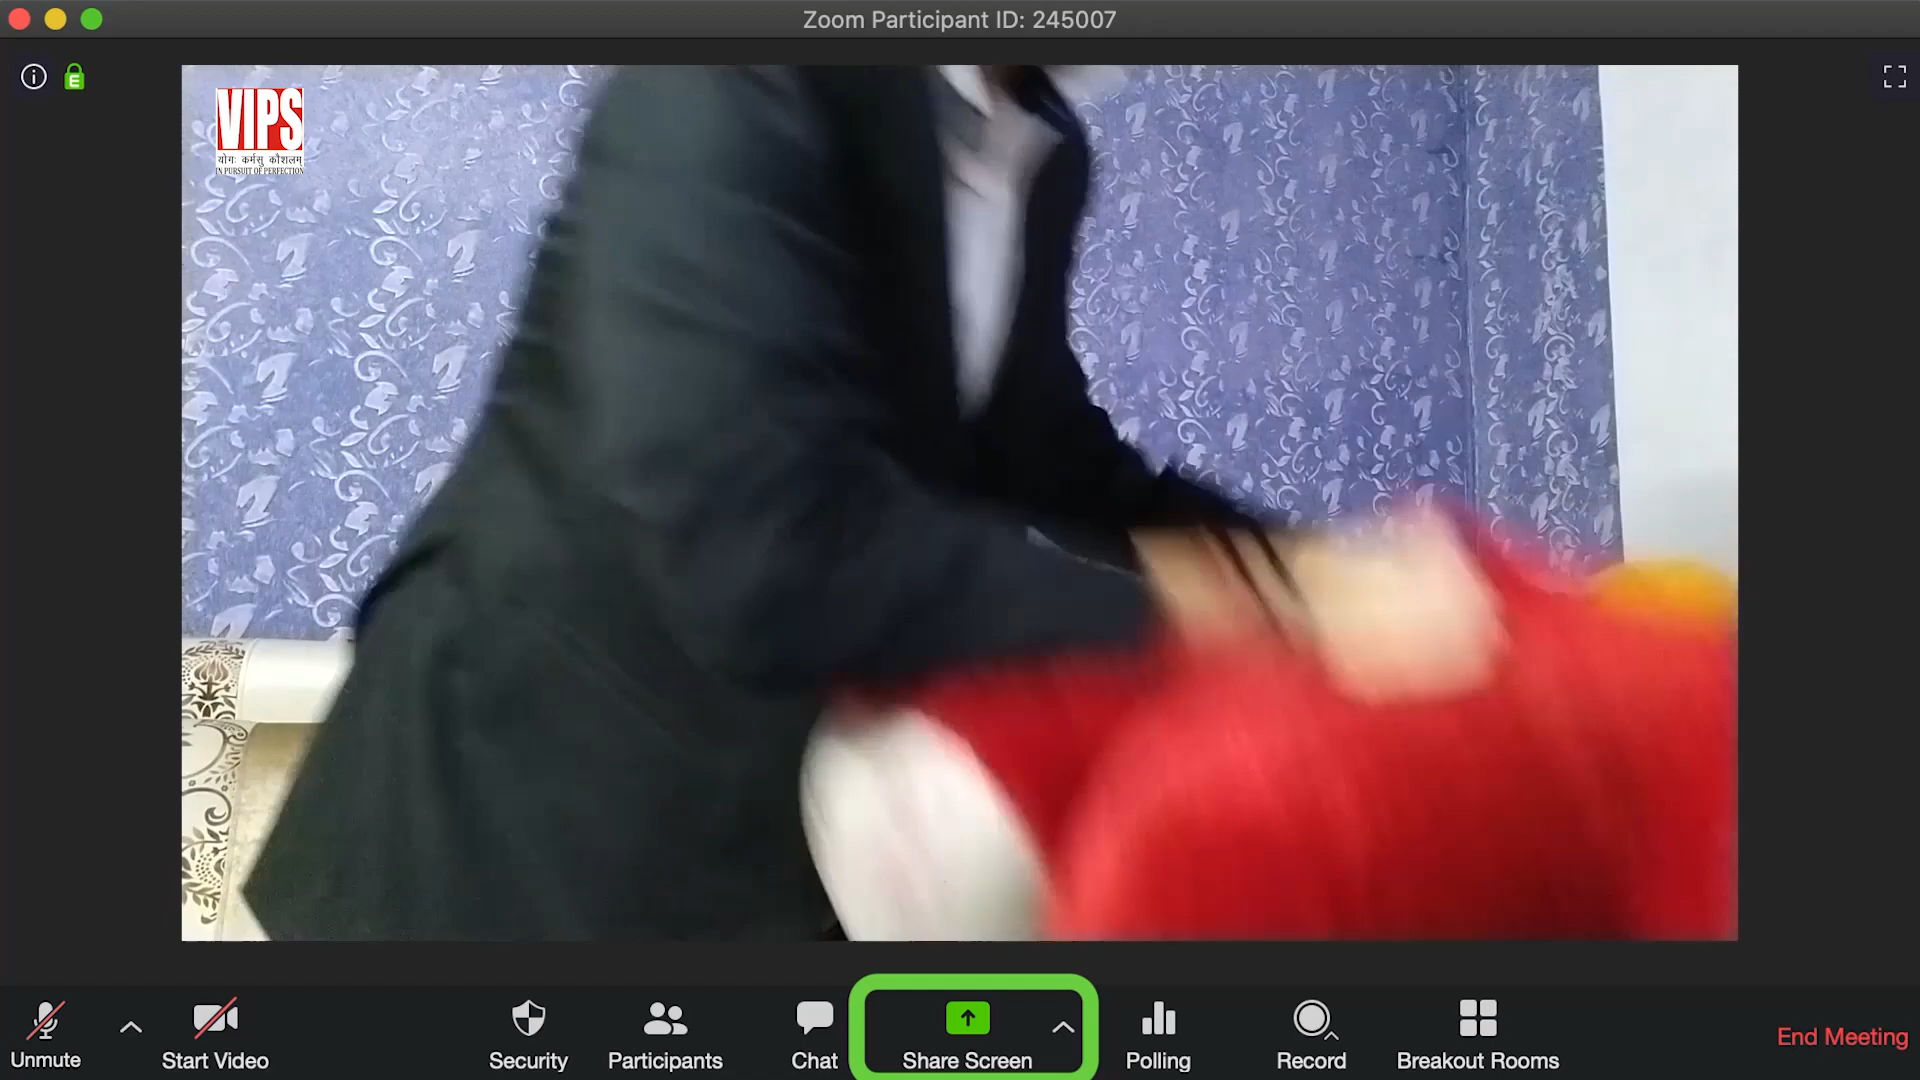 Zoom Participant ID: 245007
E
VIPS
योगः कर्मसु कौशलम्
IN PURSUIT OF PERFECTION
Unmute
Start Video
Security
Participants
Chat
Share Screen
Polling
Record
Breakout Rooms
End Meeting